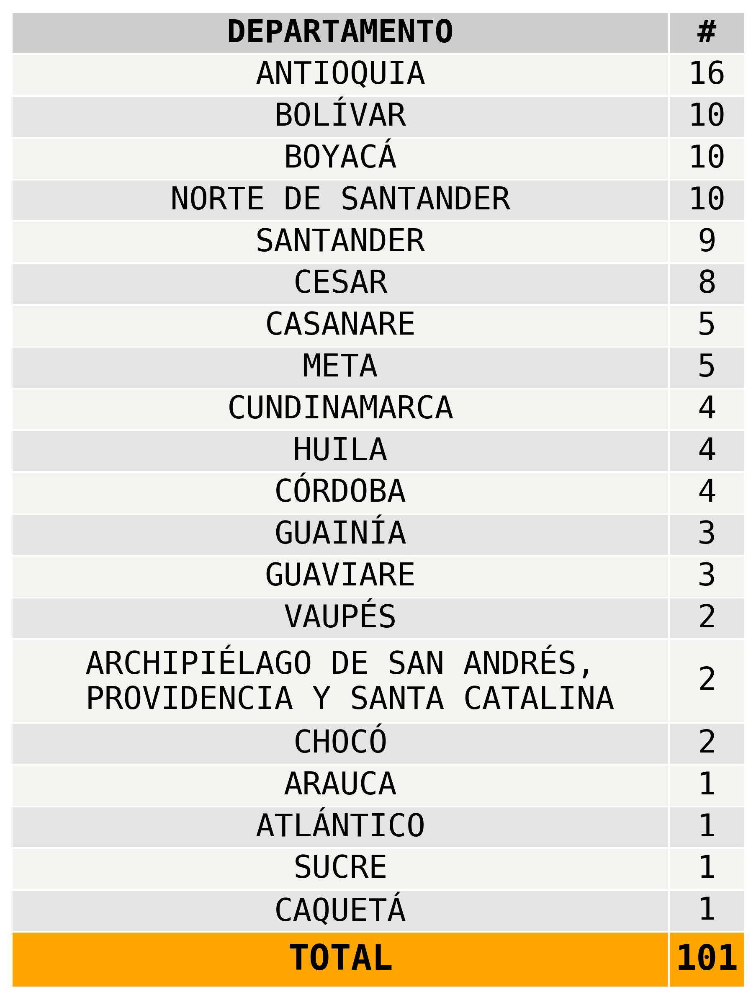 DEPARTAMENTO #
ANTIOQUIA 16
BOLÍVAR 10
BOYACÁ 10
NORTE DE SANTANDER 10
SANTANDER 9
CESAR 8
CASANARE 5
META 5
CUNDINAMARCA 4
HUILA 4
CÓRDOBA 4
GUAINÍA 3
GUAVIARE 3
VAUPÉS 2
ARCHIPIÉLAGO DE SAN ANDRÉS,
PROVIDENCIA Y SANTA CATALINA 2
CHOCÓ 2
ARAUCA 1
ATLÁNTICO 1
SUCRE 1
CAQUETÁ 1
TOTAL 101